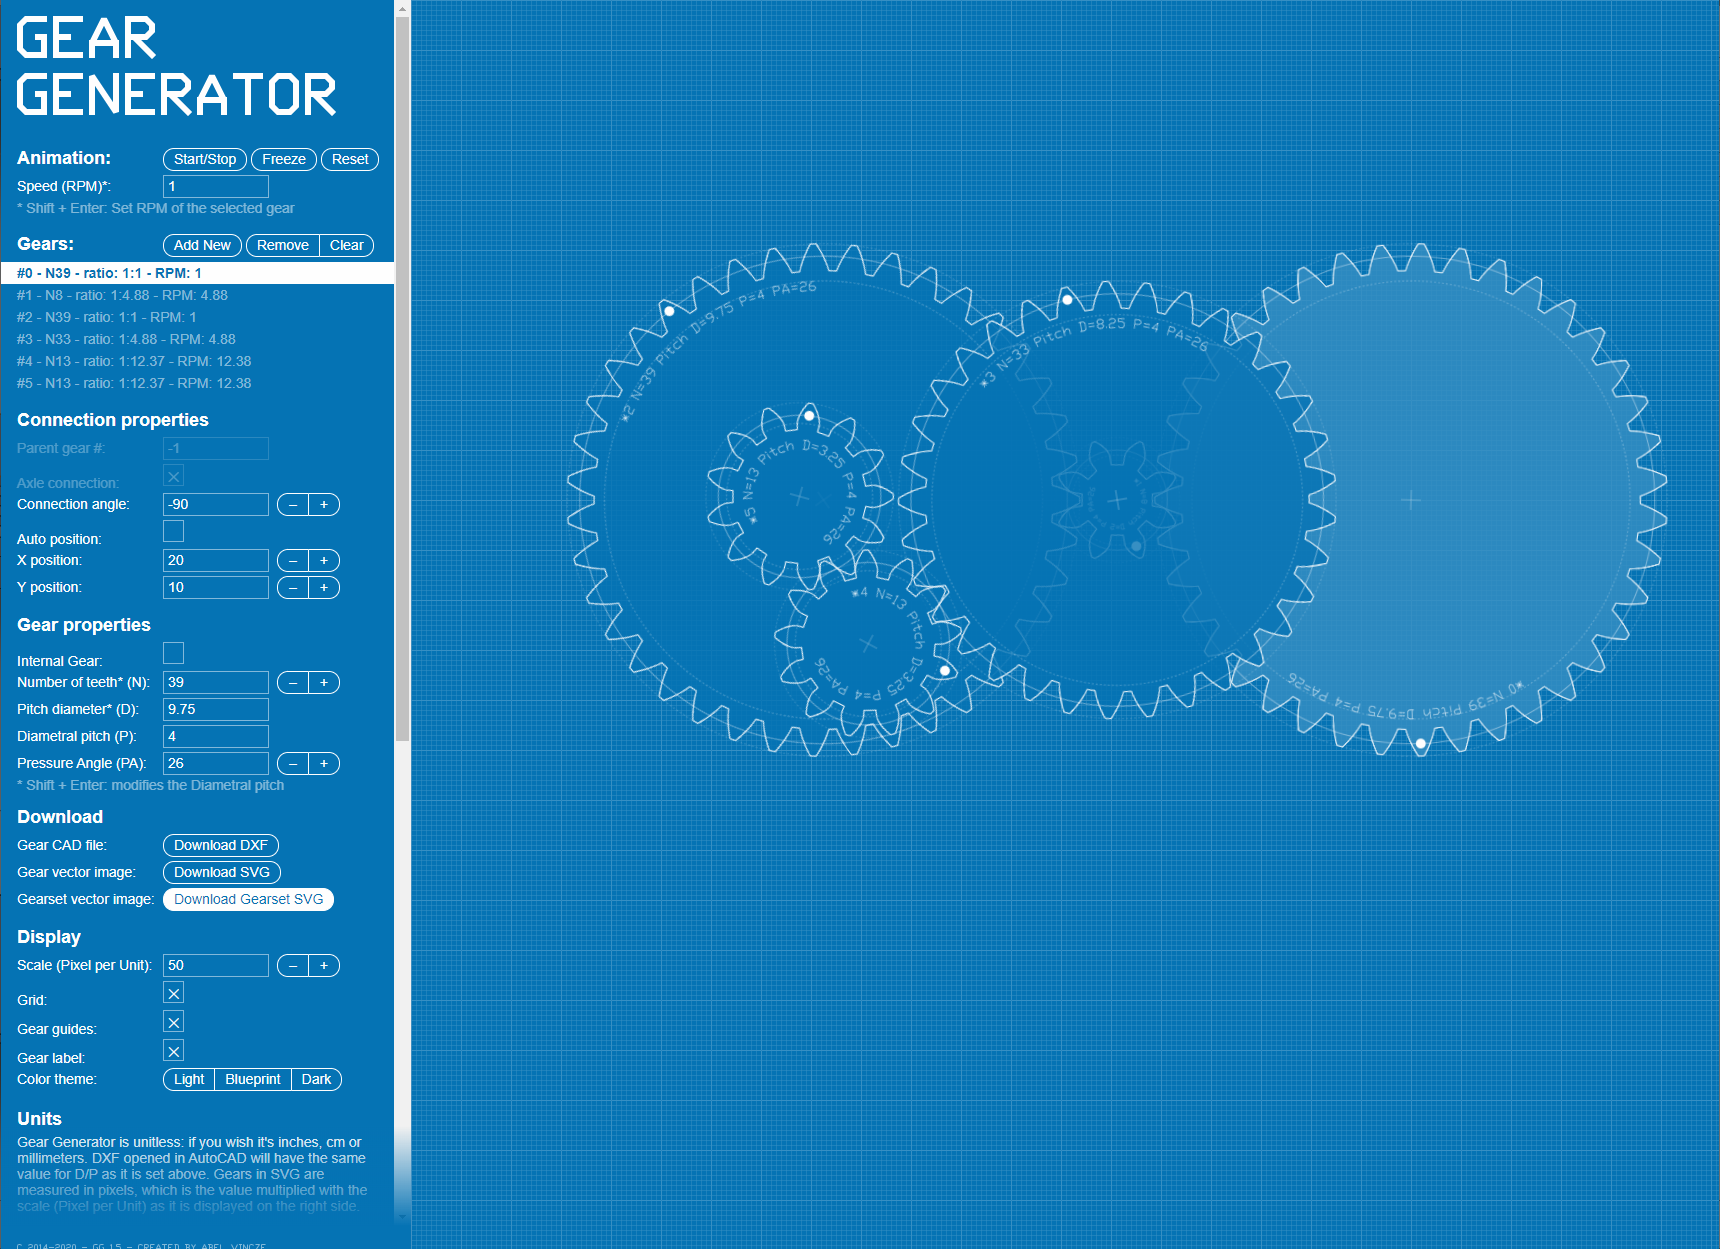 GEAR
GENERATOR
Animation: Start/Stop Freeze Reset
Speed (RPM)*: 1
* Shift + Enter: Set RPM of the selected gear
Gears: Add New Remove Clear
#0 - N39 - ratio: 1:1 - RPM: 1
#1 - N8 - ratio: 1:4.88 - RPM: 4.88
#2 - N39 - ratio: 1:1 - RPM: 1
#3 - N33 - ratio: 1:4.88 - RPM: 4.88
#4 - N13 - ratio: 1:12.37 - RPM: 12.38
#5 - N13 - ratio: 1:12.37 - RPM: 12.38
Connection properties
Parent gear #: -1
Axle connection:
Connection angle: -90 – +
Auto position:
X position: 20 – +
Y position: 10 – +
Gear properties
Internal Gear:
Number of teeth* (N): 39 – +
Pitch diameter* (D): 9.75
Diametral pitch (P): 4
Pressure Angle (PA): 26 – +
* Shift + Enter: modifies the Diametral pitch
Download
Gear CAD file: Download DXF
Gear vector image: Download SVG
Gearset vector image: Download Gearset SVG
Display
Scale (Pixel per Unit): 50 – +
Grid:
Gear guides:
Gear label:
Color theme: Light Blueprint Dark
Units
Gear Generator is unitless: if you wish it's inches, cm or
millimeters. DXF opened in AutoCAD will have the same
value for D/P as it is set above. Gears in SVG are
measured in pixels, which is the value multiplied with the
scale (Pixel per Unit) as it is displayed on the right side.
C 2014-2020 - GG 1.5 - CREATED BY ABEL VINCZE
#2 N=39 Pitch D=9.75 P=4 PA=26
#5 N=13 Pitch D=3.25 P=4 PA=26
#4 N=13 Pitch D=3.25 P=4 PA=26
#3 N=33 Pitch D=8.25 P=4 PA=26
#0 N=39 Pitch D=9.75 P=4 PA=26